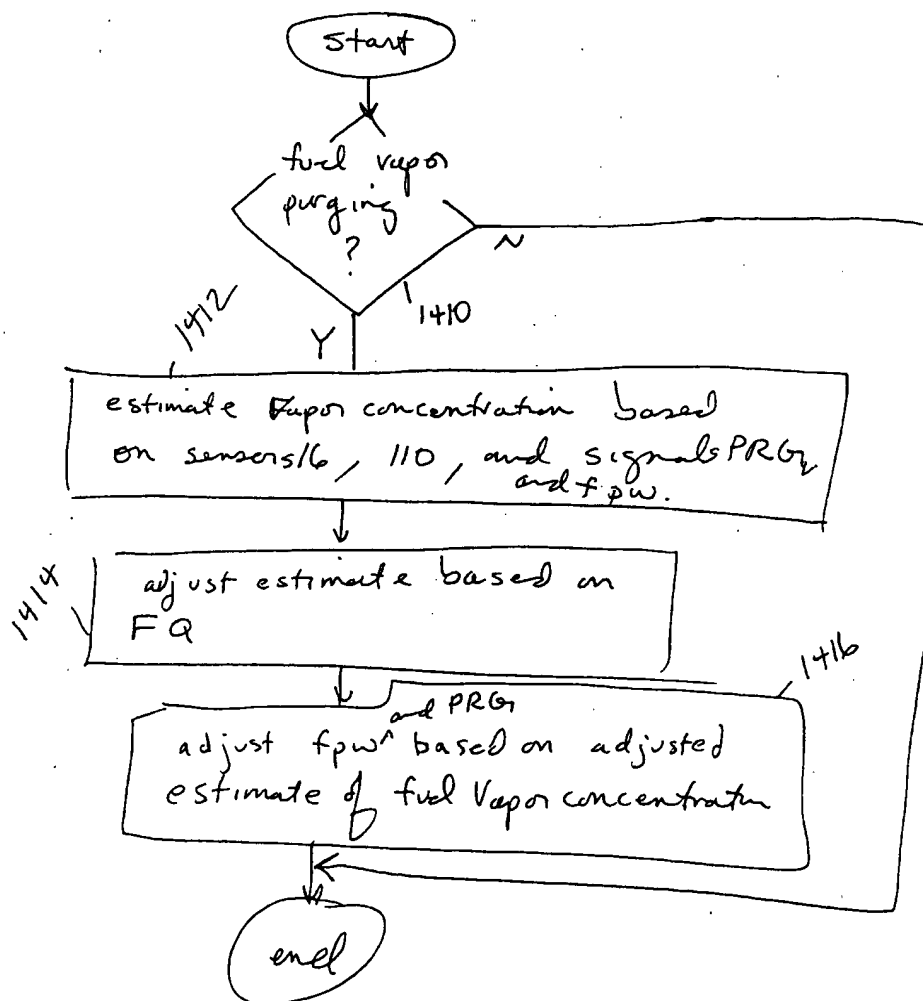 start
fuel vapor
purging
?
N
1410
1412
Y
estimate vapor concentration based
on sensors 16, 110, and signals PRG,
and fpw.
1414
adjust estimate based on
FQ
1416
and PRG
adjust fpw^ based on adjusted
estimate of fuel Vapor concentration
end